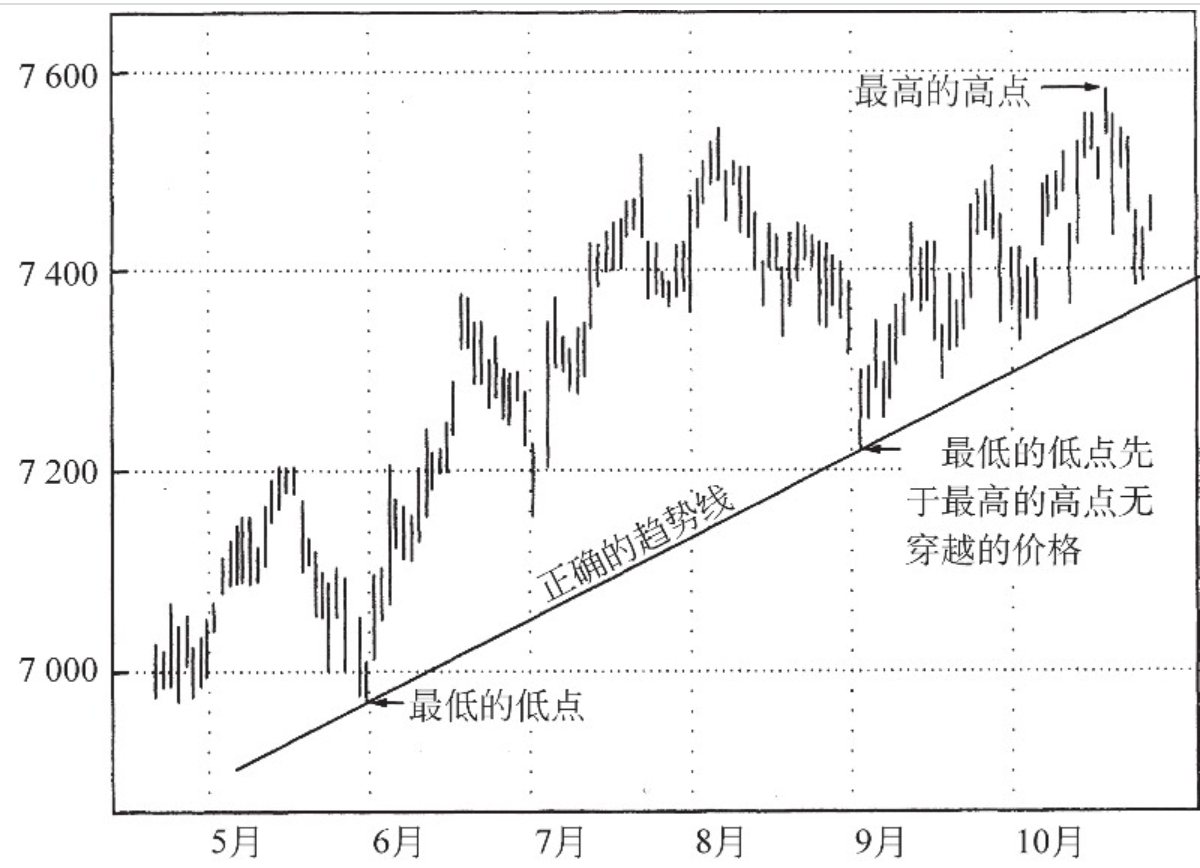 7 600
最高的高点
7 400
7 200
最低的低点先
于最高的高点无
穿越的价格
正确的趋势线
7 000
最低的低点
5月 6月 7月 8月 9月 10月